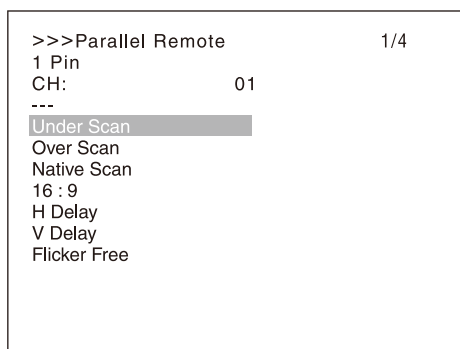 >>>Parallel Remote 1/4
1 Pin
CH: 01
---
Under Scan
Over Scan
Native Scan
16 : 9
H Delay
V Delay
Flicker Free